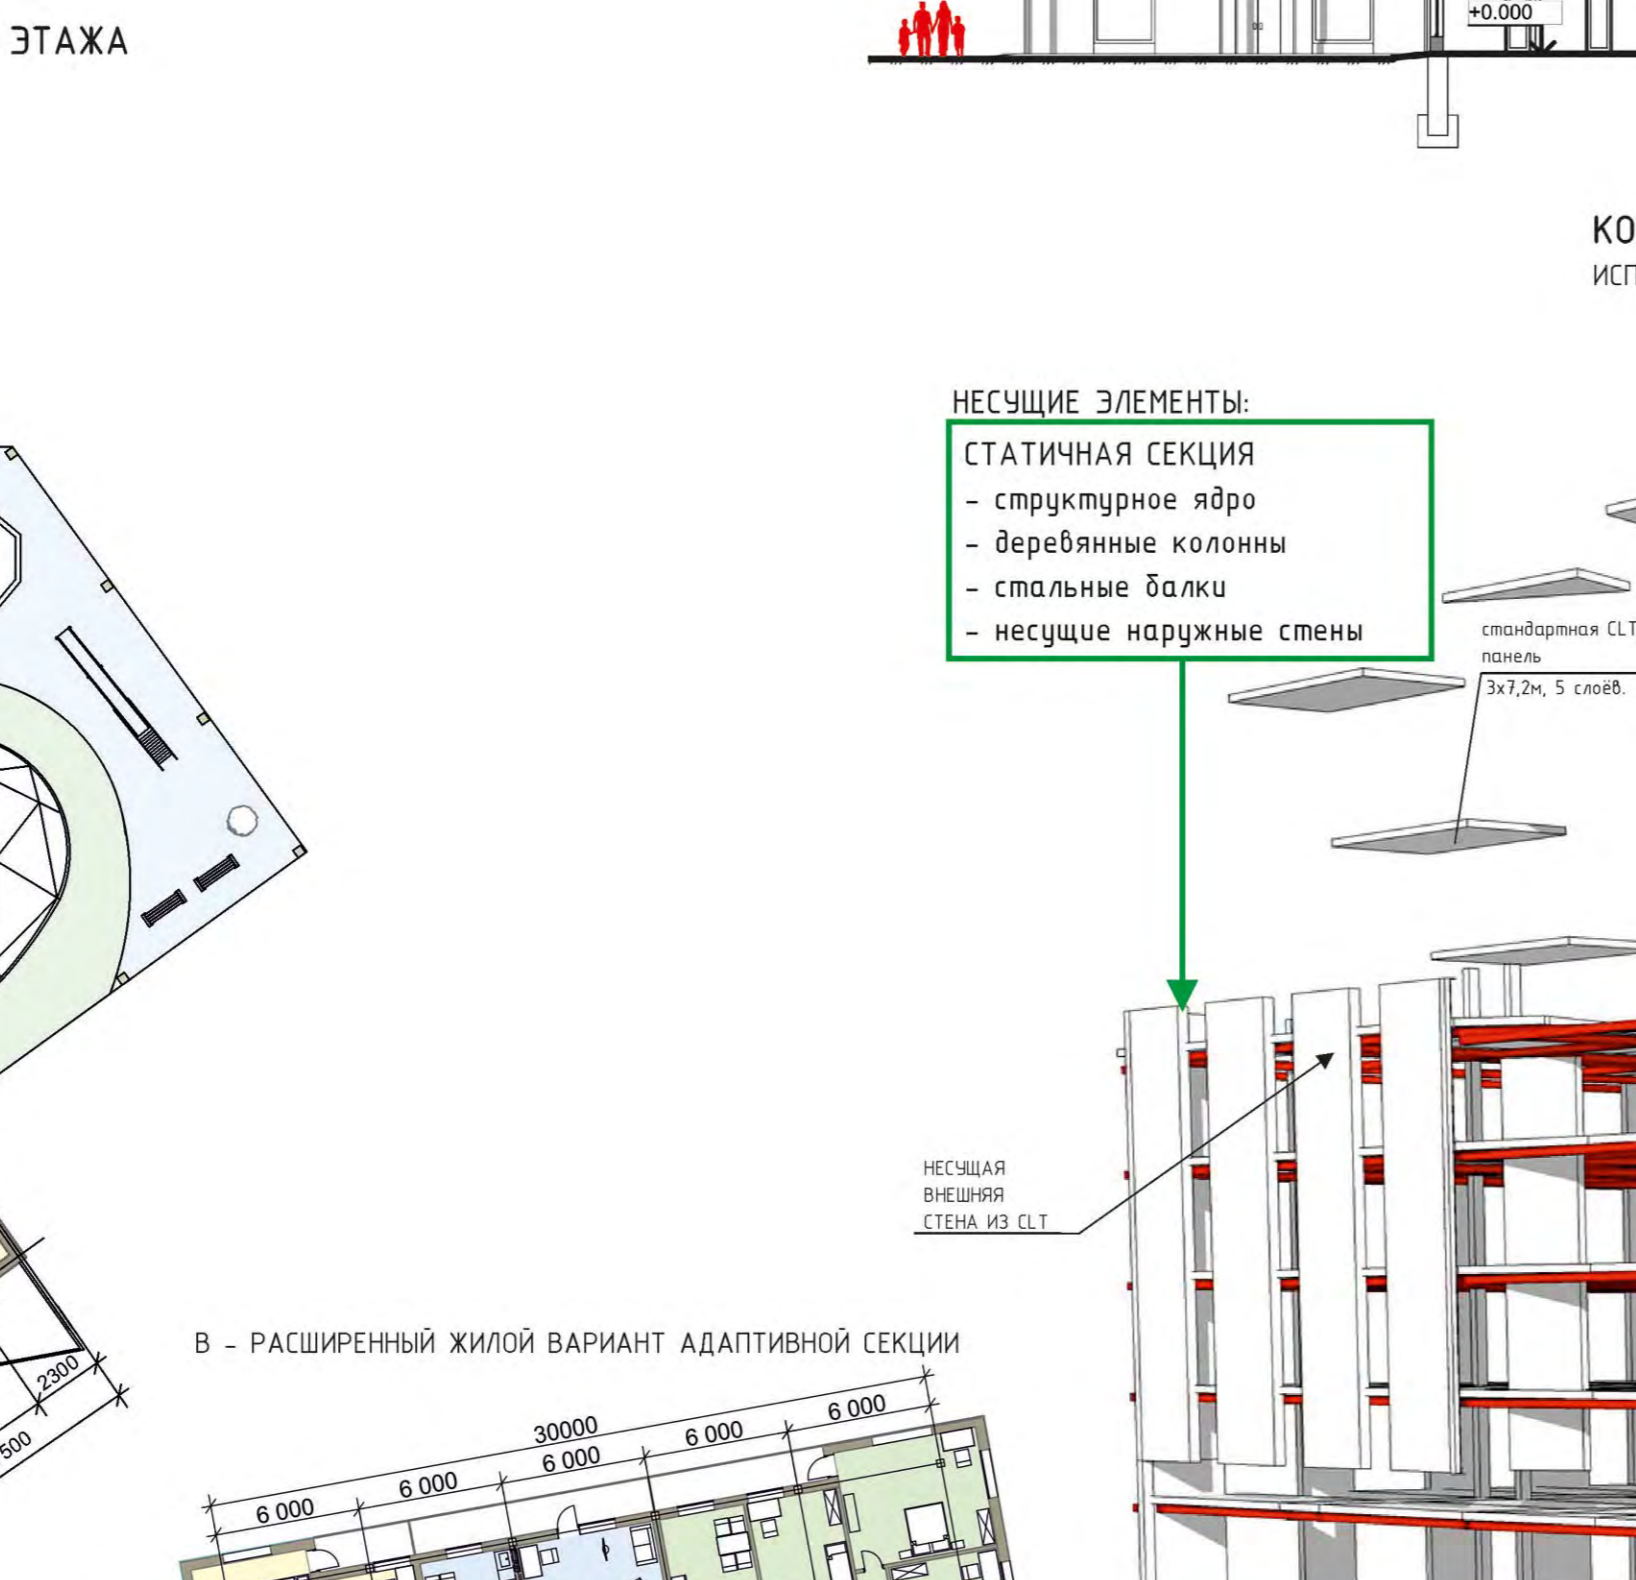 ЭТАЖА
+0.000
КО
ИСП
НЕСУЩИЕ ЭЛЕМЕНТЫ:
СТАТИЧНАЯ СЕКЦИЯ
- структурное ядро
- деревянные колонны
- стальные балки
- несущие наружные стены
стандартная CLT
панель
3х7,2м, 5 слоёв.
НЕСУЩАЯ
ВНЕШНЯЯ
СТЕНА ИЗ CLT
2300
500
В - РАСШИРЕННЫЙ ЖИЛОЙ ВАРИАНТ АДАПТИВНОЙ СЕКЦИИ
30000
6 000
6 000
6 000
6 000
6 000